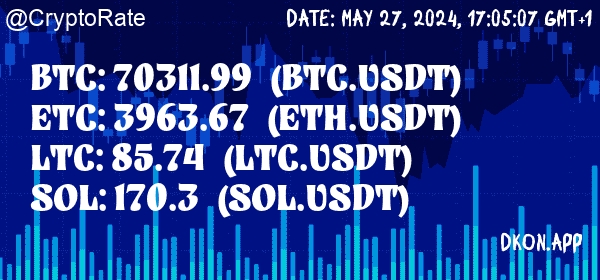 @CryptoRate
DATE: MAY 27, 2024, 17:05:07 GMT+1
BTC: 70311.99 (BTC.USDT)
ETC: 3963.67 (ETH.USDT)
LTC: 85.74 (LTC.USDT)
SOL: 170.3 (SOL.USDT)
DKON.APP